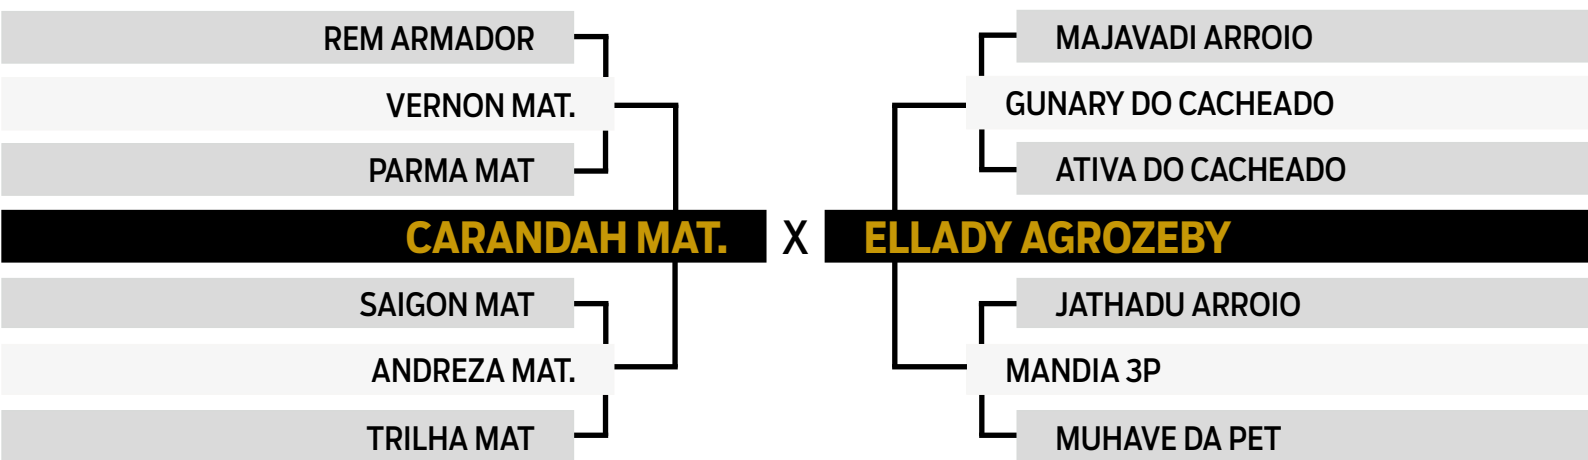 REM ARMADOR
MAJAVADI ARROIO
VERNON MAT.
GUNARY DO CACHEADO
PARMA MAT
ATIVA DO CACHEADO
CARANDAH MAT. X ELLADY AGROZEBY
SAIGON MAT
JATHADU ARROIO
ANDREZA MAT.
MANDIA 3P
TRILHA MAT
MUHAVE DA PET